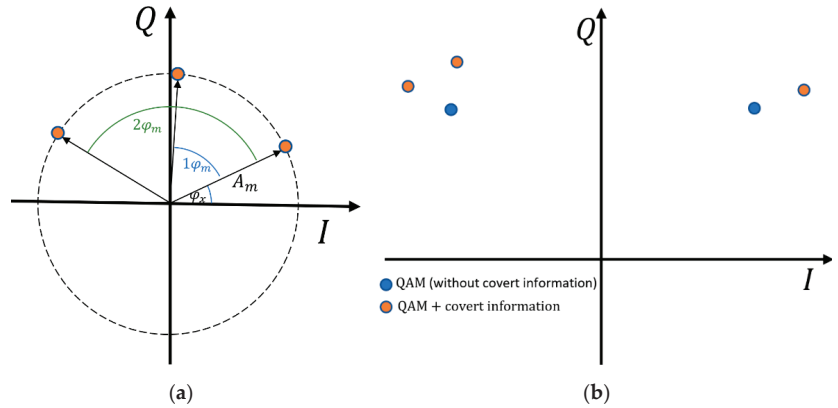 Q
2φₘ
1φₘ
Aₘ
φₓ
I
(a)
Q
I
QAM (without covert information)
QAM + covert information
(b)